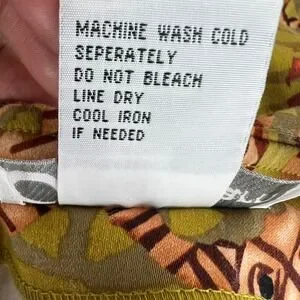 MACHINE WASH COLD
SEPERATELY
DO NOT BLEACH
LINE DRY
COOL IRON
IF NEEDED